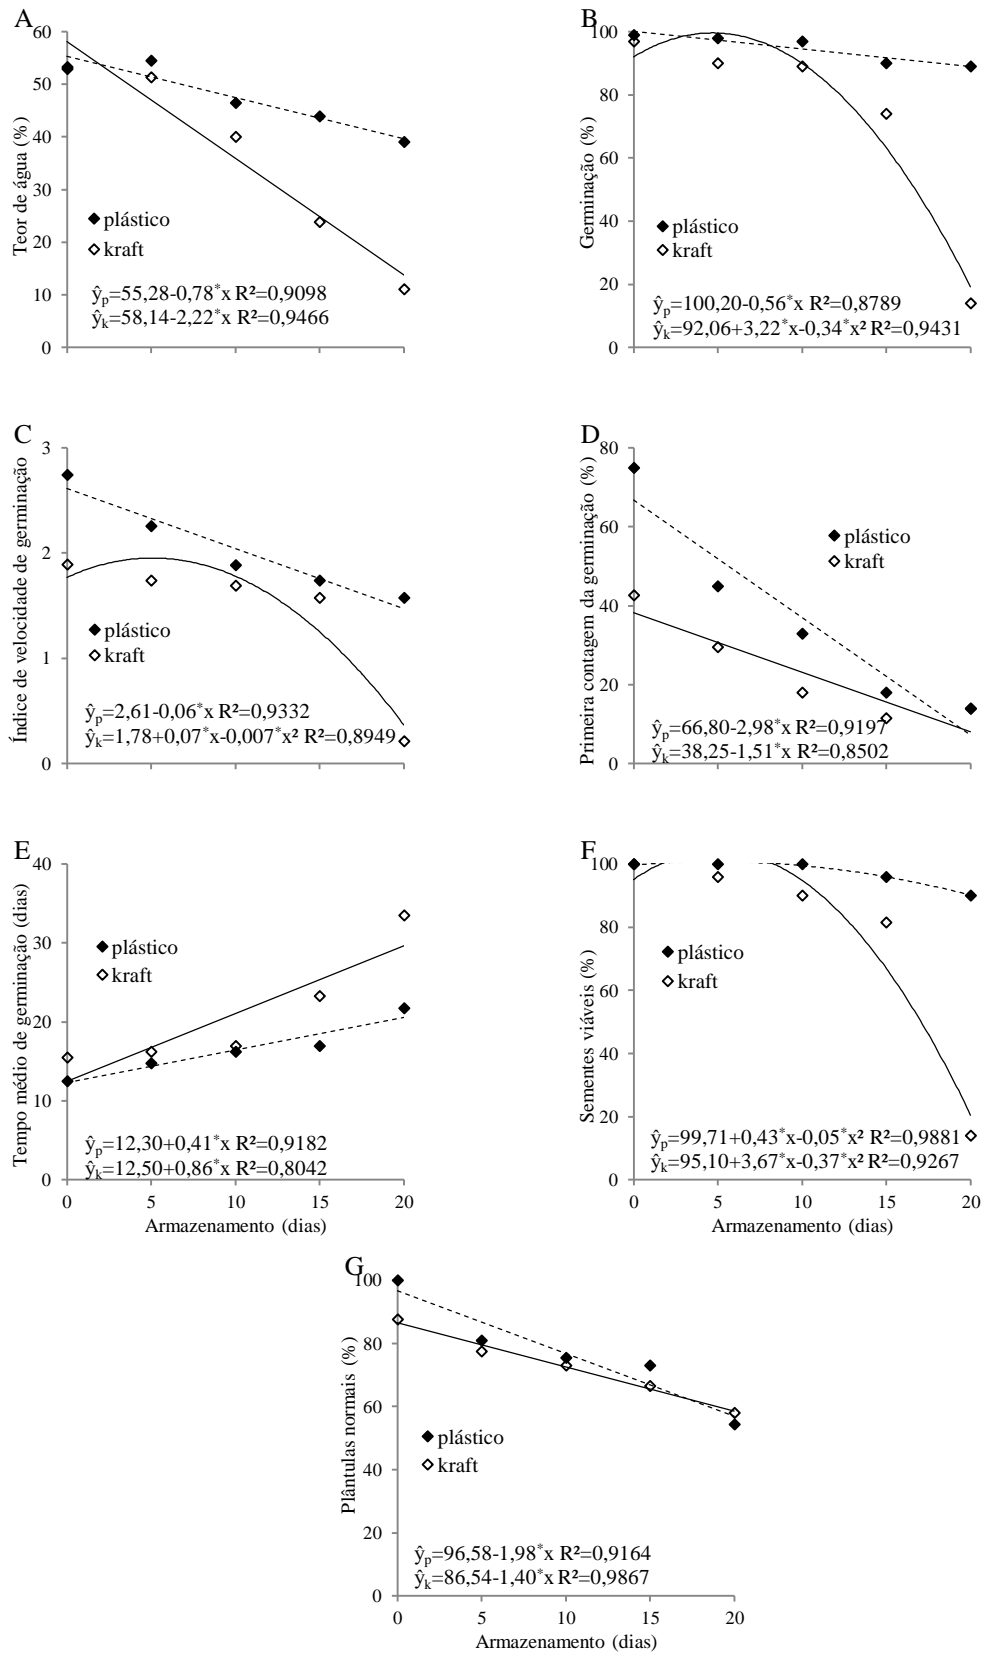 A
Teor de água (%)
60
50
40
30
20
10
0
plástico
kraft
ŷp=55,28-0,78*x R²=0,9098
ŷk=58,14-2,22*x R²=0,9466
B
Germinação (%)
100
80
60
40
20
0
plástico
kraft
ŷp=100,20-0,56*x R²=0,8789
ŷk=92,06+3,22*x-0,34*x² R²=0,9431
C
Índice de velocidade de germinação
3
2
1
0
plástico
kraft
ŷp=2,61-0,06*x R²=0,9332
ŷk=1,78+0,07*x-0,007*x² R²=0,8949
D
Primeira contagem da germinação (%)
80
60
40
20
0
plástico
kraft
ŷp=66,80-2,98*x R²=0,9197
ŷk=38,25-1,51*x R²=0,8502
E
Tempo médio de germinação (dias)
40
30
20
10
0
plástico
kraft
ŷp=12,30+0,41*x R²=0,9182
ŷk=12,50+0,86*x R²=0,8042
0 5 10 15 20
Armazenamento (dias)
F
Sementes viáveis (%)
100
80
60
40
20
0
plástico
kraft
ŷp=99,71+0,43*x-0,05*x² R²=0,9881
ŷk=95,10+3,67*x-0,37*x² R²=0,9267
0 5 10 15 20
Armazenamento (dias)
G
Plântulas normais (%)
100
80
60
40
20
0
plástico
kraft
ŷp=96,58-1,98*x R²=0,9164
ŷk=86,54-1,40*x R²=0,9867
0 5 10 15 20
Armazenamento (dias)